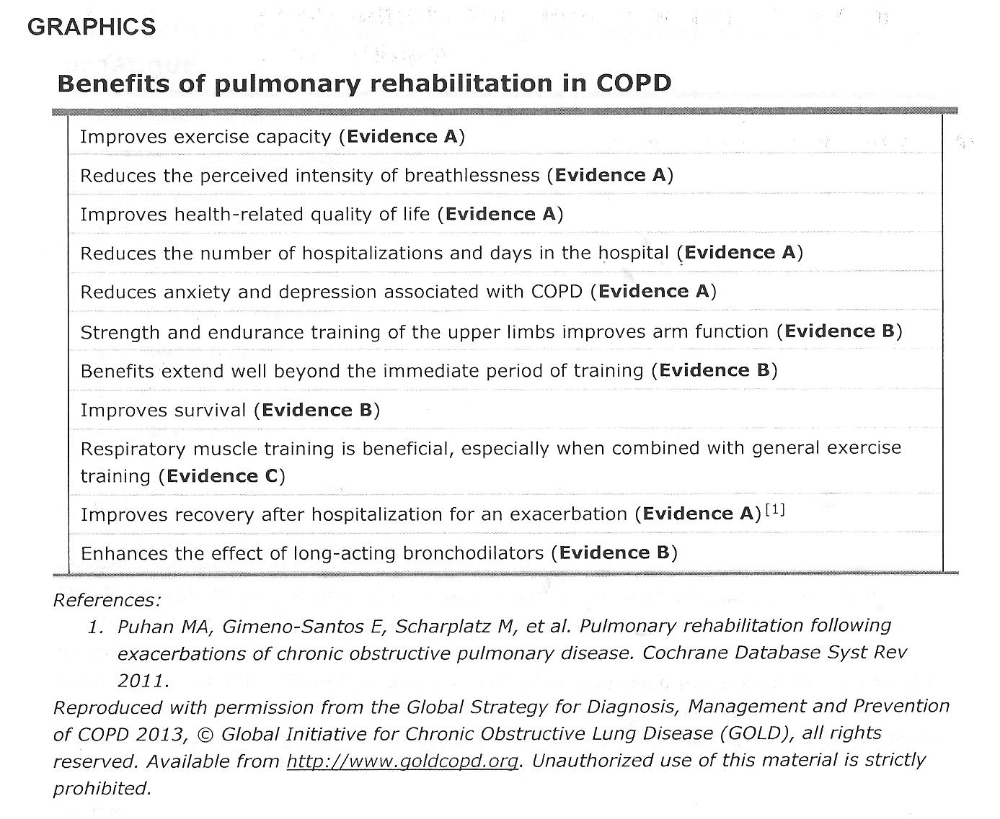 GRAPHICS
Benefits of pulmonary rehabilitation in COPD
Improves exercise capacity (Evidence A)
Reduces the perceived intensity of breathlessness (Evidence A)
Improves health-related quality of life (Evidence A)
Reduces the number of hospitalizations and days in the hospital (Evidence A)
Reduces anxiety and depression associated with COPD (Evidence A)
Strength and endurance training of the upper limbs improves arm function (Evidence B)
Benefits extend well beyond the immediate period of training (Evidence B)
Improves survival (Evidence B)
Respiratory muscle training is beneficial, especially when combined with general exercise
training (Evidence C)
Improves recovery after hospitalization for an exacerbation (Evidence A)[1]
Enhances the effect of long-acting bronchodilators (Evidence B)
References:
1. Puhan MA, Gimeno-Santos E, Scharplatz M, et al. Pulmonary rehabilitation following
exacerbations of chronic obstructive pulmonary disease. Cochrane Database Syst Rev
2011.
Reproduced with permission from the Global Strategy for Diagnosis, Management and Prevention
of COPD 2013, © Global Initiative for Chronic Obstructive Lung Disease (GOLD), all rights
reserved. Available from http://www.goldcopd.org. Unauthorized use of this material is strictly
prohibited.